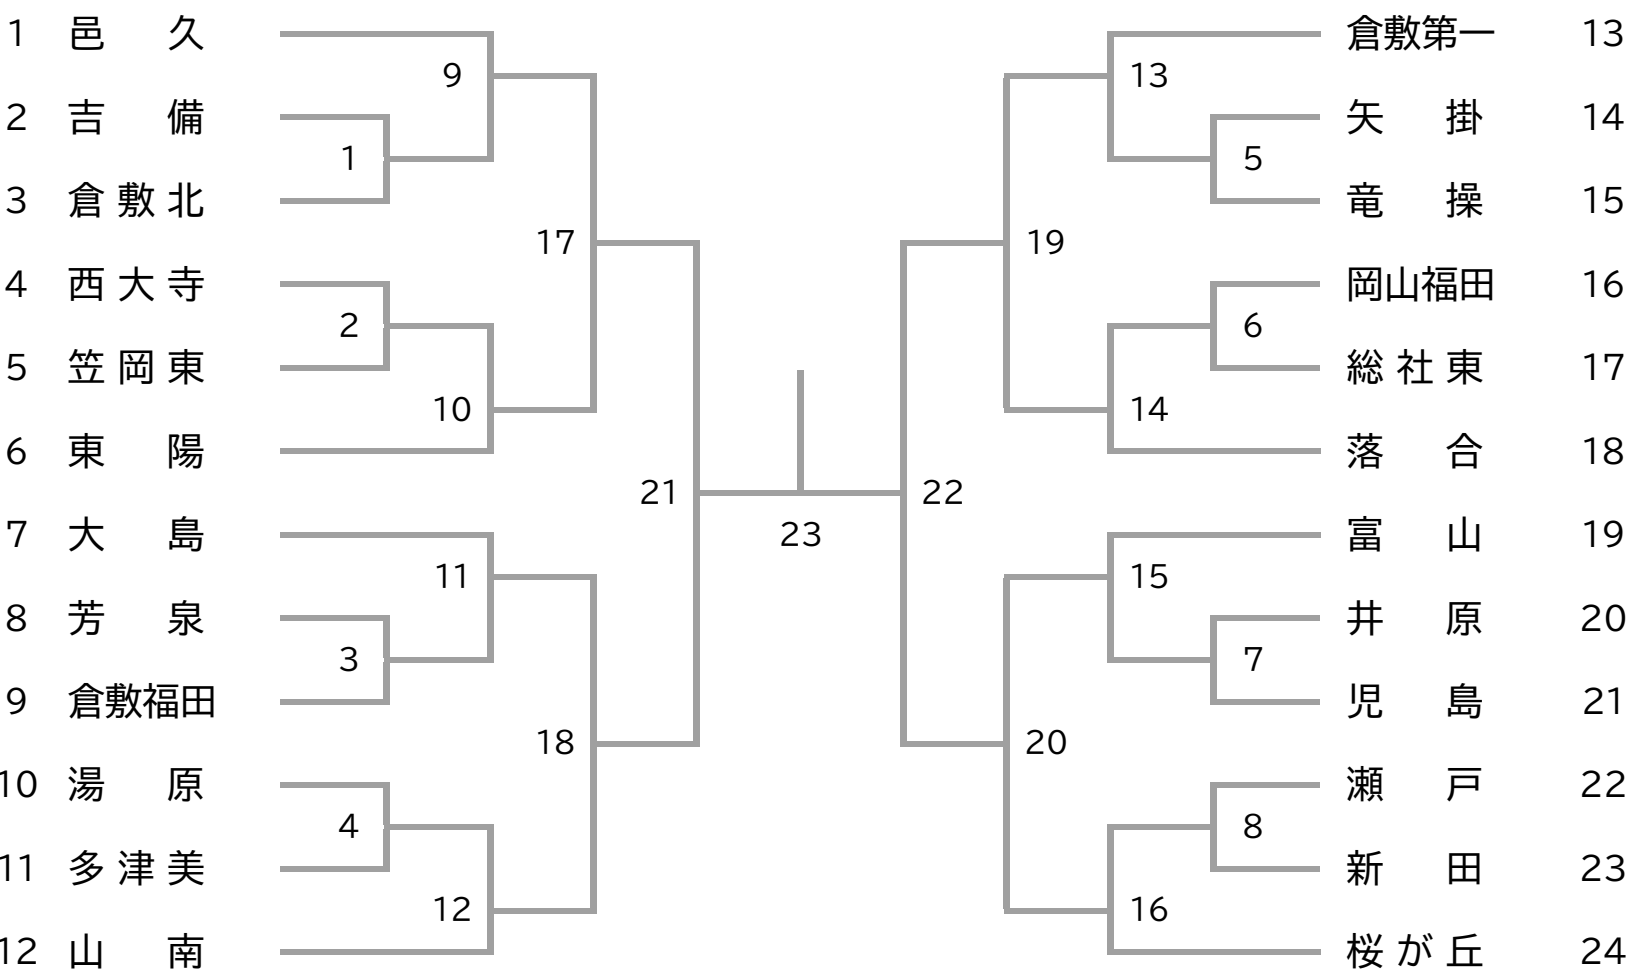 1 邑 久
倉敷第一 13
9
13
2 吉 備
矢 掛 14
1
5
3 倉敷北
竜 操 15
17
19
4 西大寺
岡山福田 16
2
6
5 笠岡東
総社東 17
10
14
6 東 陽
落 合 18
21
22
7 大 島
23
富 山 19
11
15
8 芳 泉
井 原 20
3
7
9 倉敷福田
児 島 21
18
20
10 湯 原
瀬 戸 22
4
8
11 多津美
新 田 23
12
16
12 山 南
桜が丘 24